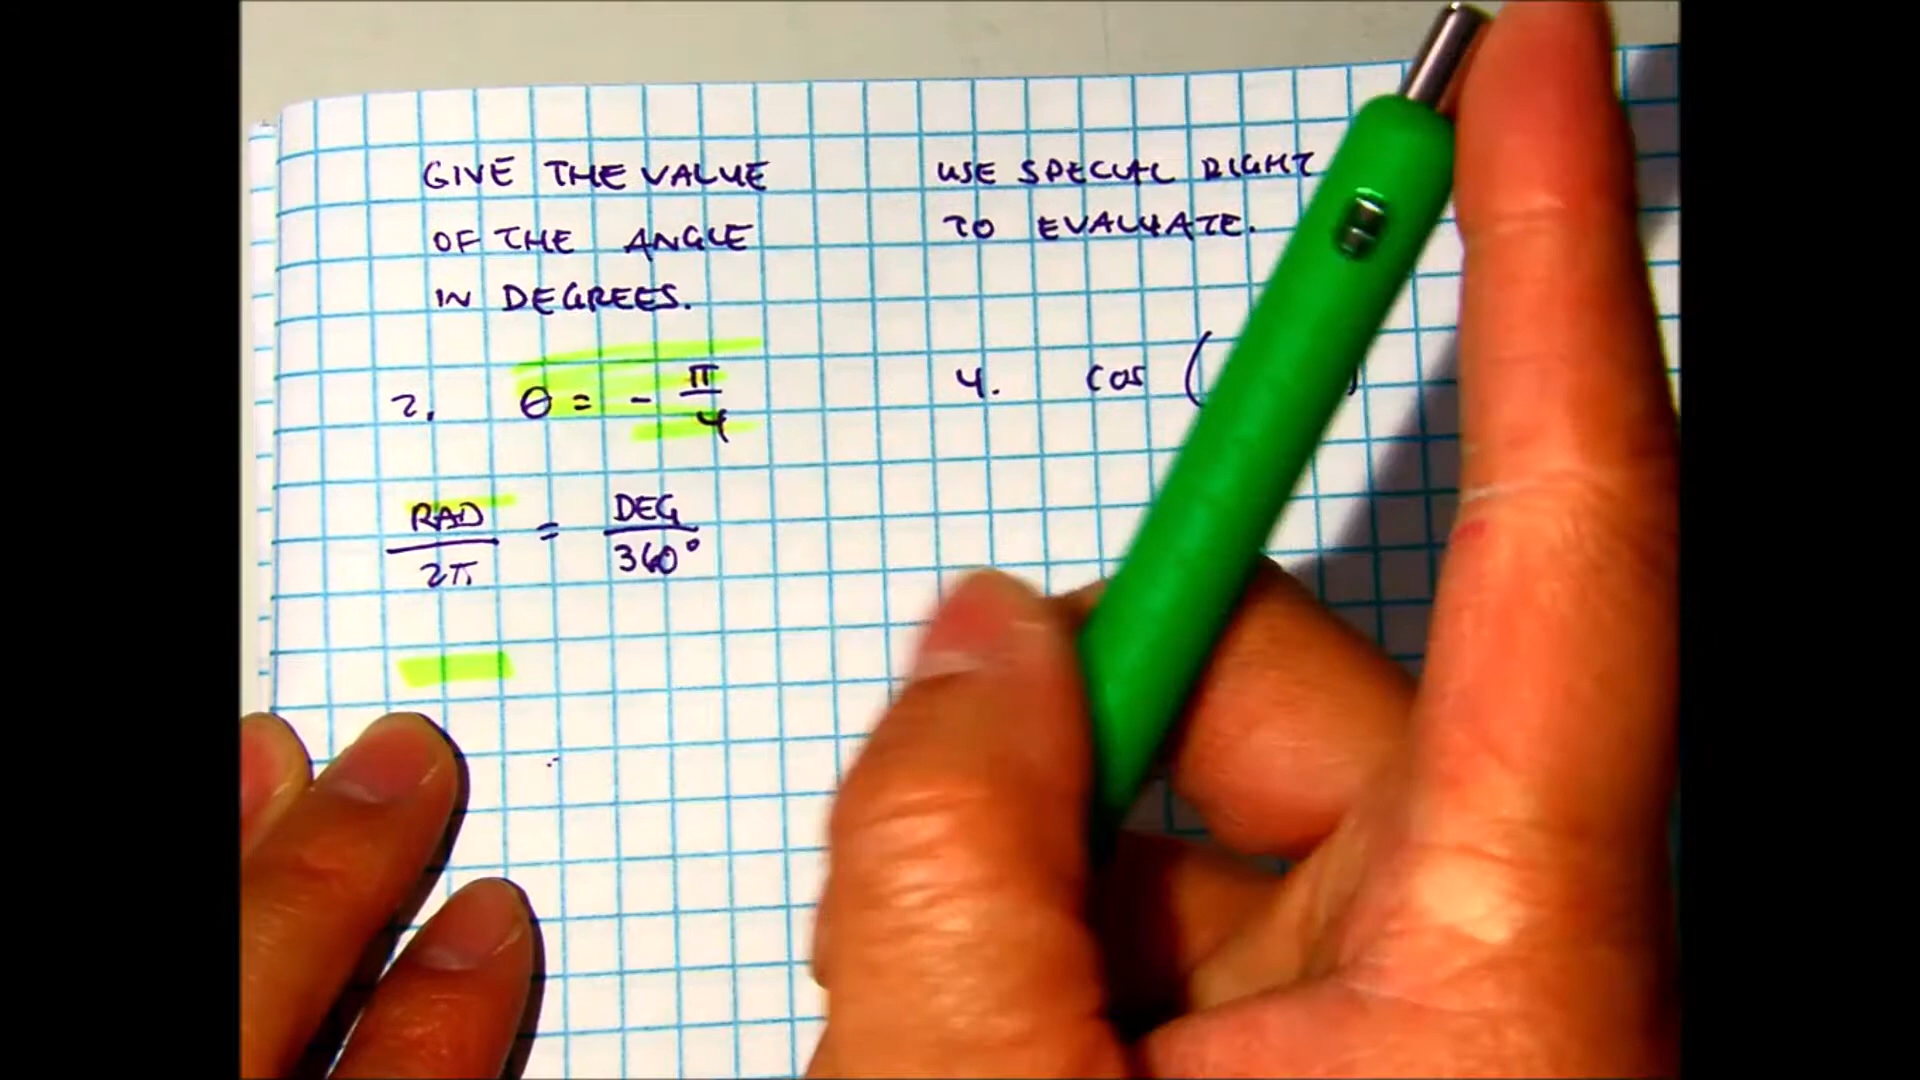 GIVE THE VALUE
OF THE ANGLE
IN DEGREES.
2. θ = - π/4
RAD/2π = DEG/360°
USE SPECIAL RIGHT
TO EVALUATE.
4. cos (